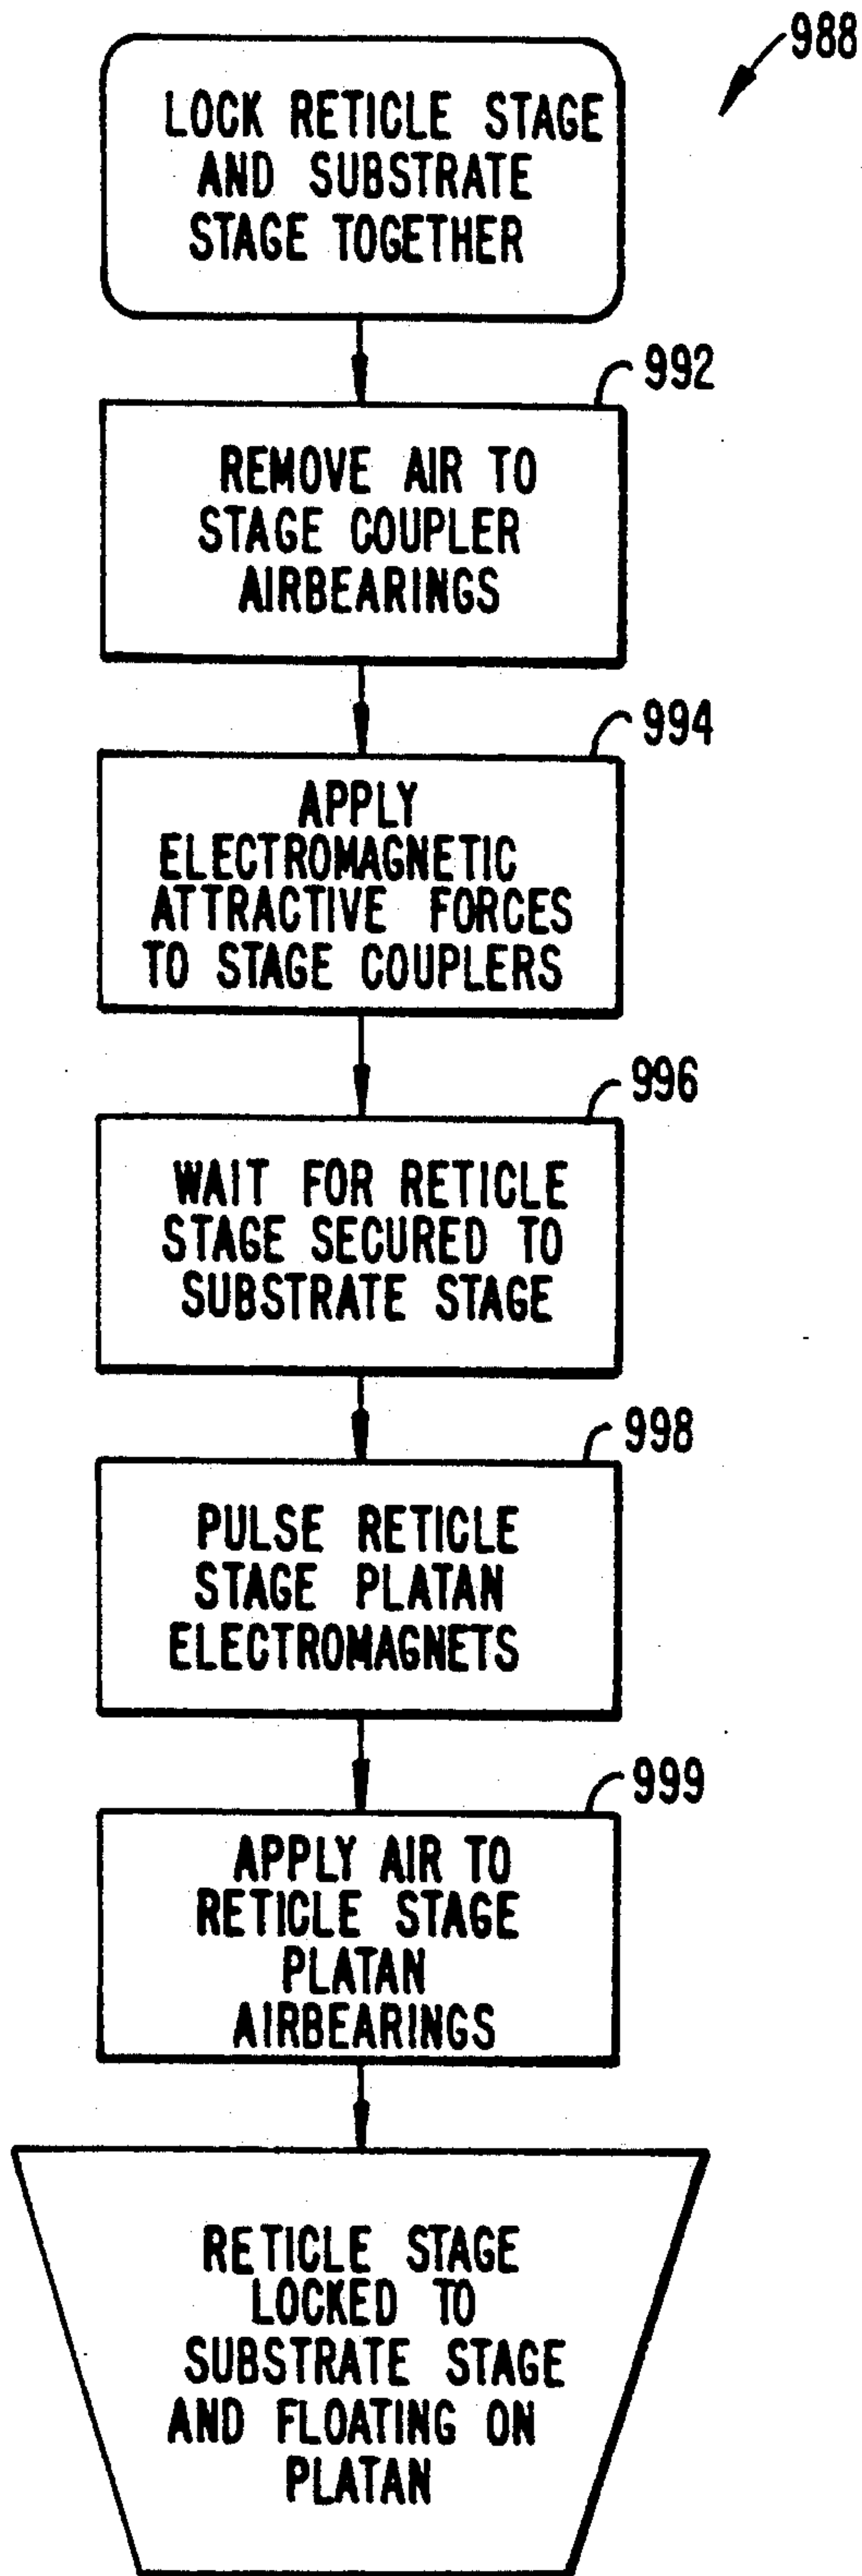 988
LOCK RETICLE STAGE
AND SUBSTRATE
STAGE TOGETHER
992
REMOVE AIR TO
STAGE COUPLER
AIRBEARINGS
994
APPLY
ELECTROMAGNETIC
ATTRACTIVE FORCES
TO STAGE COUPLERS
996
WAIT FOR RETICLE
STAGE SECURED TO
SUBSTRATE STAGE
998
PULSE RETICLE
STAGE PLATAN
ELECTROMAGNETS
999
APPLY AIR TO
RETICLE STAGE
PLATAN
AIRBEARINGS
RETICLE STAGE
LOCKED TO
SUBSTRATE STAGE
AND FLOATING ON
PLATAN